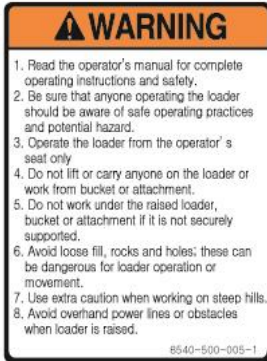 WARNING
1. Read the operator's manual for complete
operating instructions and safety.
2. Be sure that anyone operating the loader
should be aware of safe operating practices
and potential hazard.
3. Operate the loader from the operator' s
seat only
4. Do not lift or carry anyone on the loader or
work from bucket or attachment.
5. Do not work under the raised loader,
bucket or attachment if it is not securely
supported.
6. Avoid loose fill, rocks and holes; these can
be dangerous for loader operation or
movement.
7. Use extra caution when working on steep hills.
8. Avoid overhand power lines or obstacles
when loader is raised.
6540-500-005-1